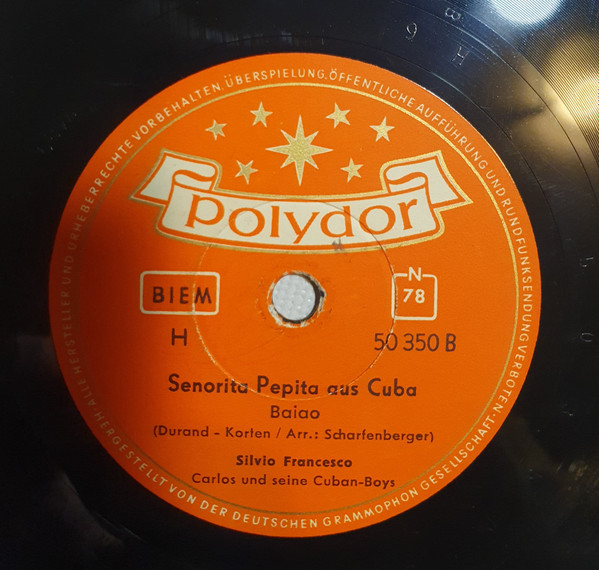 ALLE HERSTELLER UND URHEBERRECHTE VORBEHALTEN. ÜBERSPIELUNG, ÖFFENTLICHE AUFFÜHRUNG UND RUNDFUNKSENDUNG VERBOTEN.
polydor
BIEM
N
78
H
50 350 B
Senorita Pepita aus Cuba
Baiao
(Durand - Korten / Arr.: Scharfenberger)
Silvio Francesco
Carlos und seine Cuban-Boys
HERGESTELLT VON DER DEUTSCHEN GRAMMOPHON GESELLSCHAFT.
B
H
9